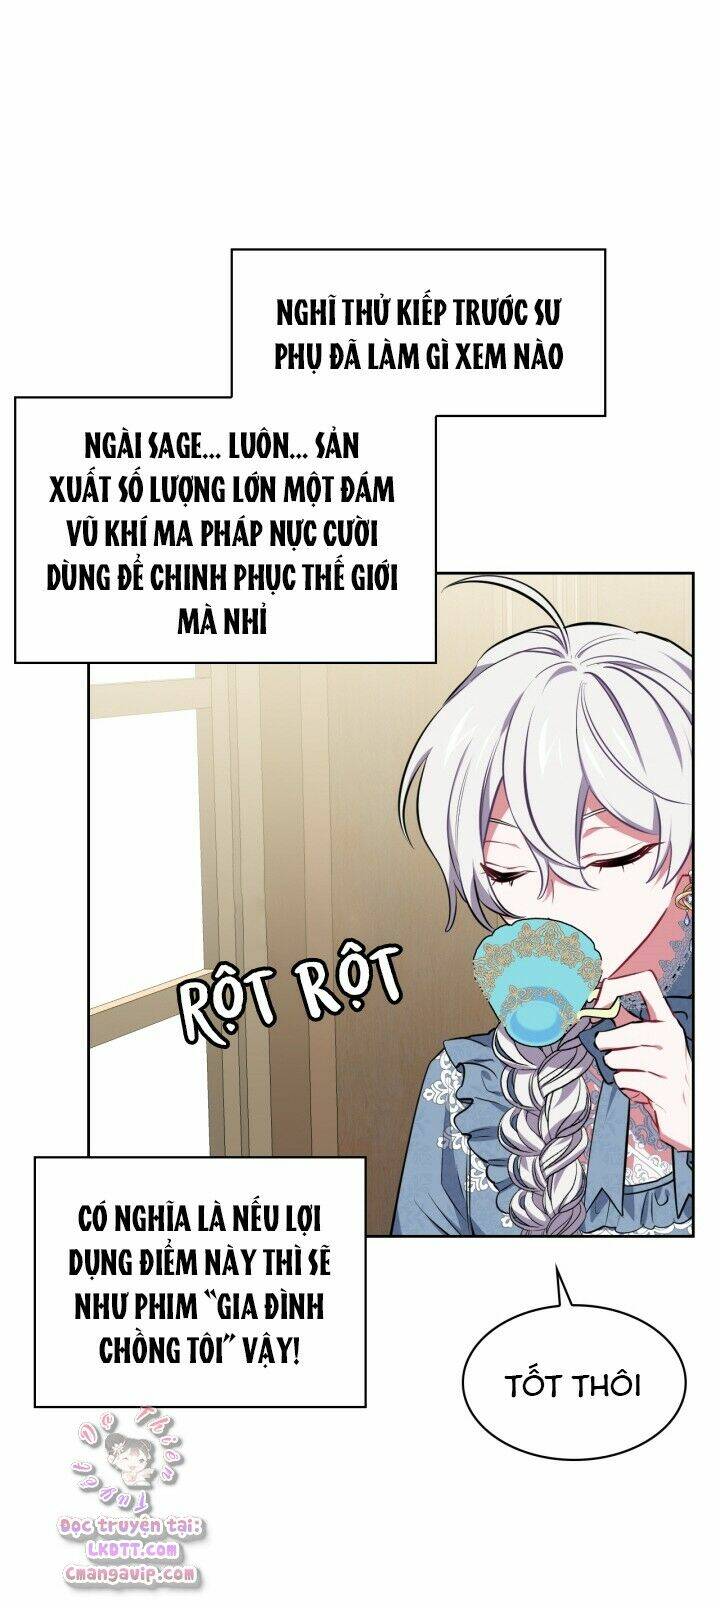 NGHĨ THỬ KIẾP TRƯỚC SƯ
PHỤ ĐÃ LÀM GÌ XEM NÀO
NGÀI SAGE... LUÔN... SẢN
XUẤT SỐ LƯỢNG LỚN MỘT ĐÁM
VŨ KHÍ MA PHÁP NỰC CƯỜI
DÙNG ĐỂ CHINH PHỤC THẾ GIỚI
MÀ NHỈ
RỘT RỘT
CÓ NGHĨA LÀ NẾU LỢI
DỤNG ĐIỂM NÀY THÌ SẼ
NHƯ PHIM “GIA ĐÌNH
CHỒNG TÔI” VẬY!
TỐT THÔI
Dạ Thiên
Tuyết
Đọc truyện tại:
LKDTT.com
Cmangavip.com